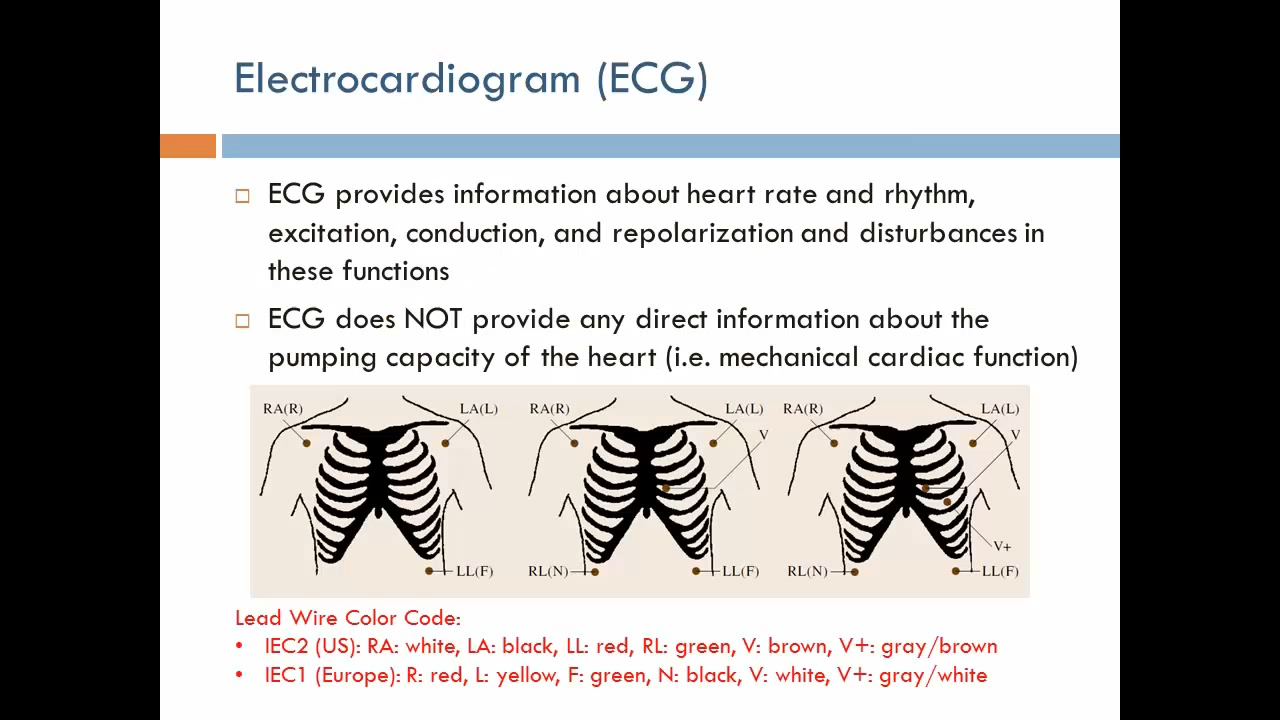 Electrocardiogram (ECG)
ECG provides information about heart rate and rhythm,
excitation, conduction, and repolarization and disturbances in
these functions
ECG does NOT provide any direct information about the
pumping capacity of the heart (i.e. mechanical cardiac function)
RA(R) LA(L) RA(R) LA(L) RA(R) LA(L)
V V
V+
LL(F) RL(N) LL(F) RL(N) LL(F)
Lead Wire Color Code:
• IEC2 (US): RA: white, LA: black, LL: red, RL: green, V: brown, V+: gray/brown
• IEC1 (Europe): R: red, L: yellow, F: green, N: black, V: white, V+: gray/white